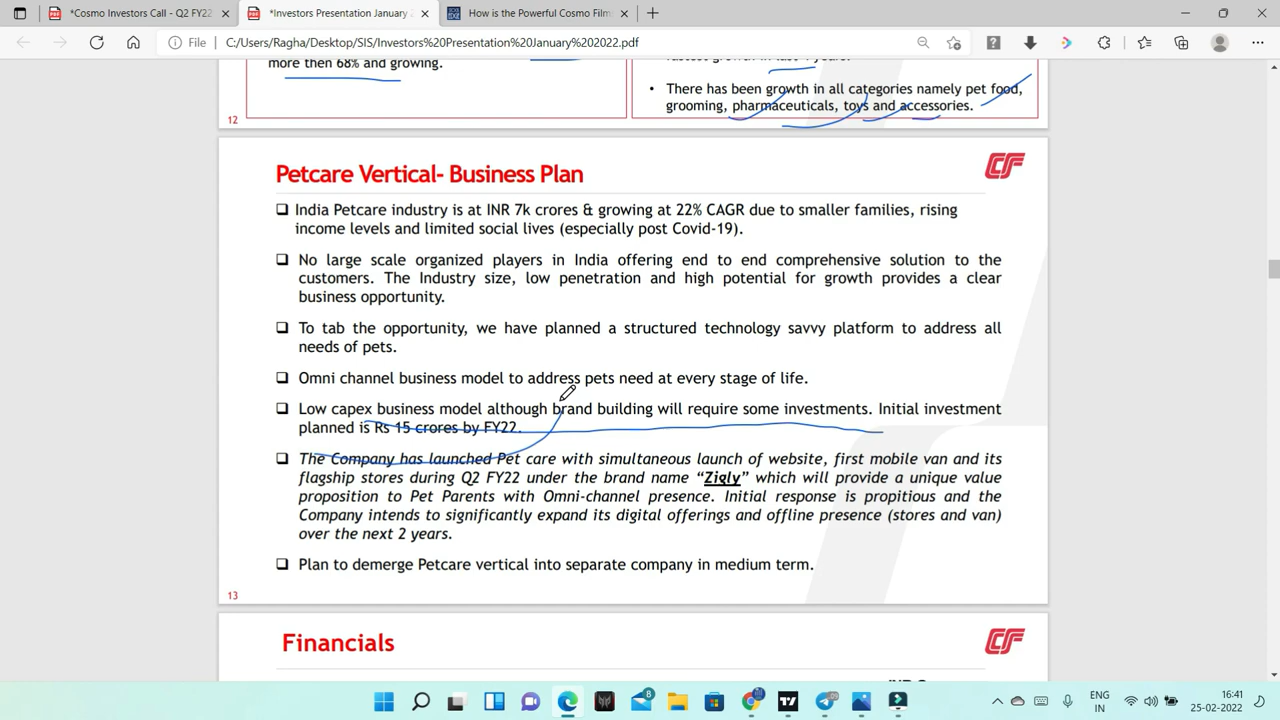 *Cosmo Investors Call - Q2 FY22
*Investors Presentation January 2
How is the Powerful Cosmo Film
File
C:/Users/Ragha/Desktop/SIS/Investors%20Presentation%20January%202022.pdf
more then 68% and growing.
There has been growth in all categories namely pet food,
grooming, pharmaceuticals, toys and accessories.
12
Petcare Vertical- Business Plan
CF
India Petcare industry is at INR 7k crores & growing at 22% CAGR due to smaller families, rising
income levels and limited social lives (especially post Covid-19).
No large scale organized players in India offering end to end comprehensive solution to the
customers. The Industry size, low penetration and high potential for growth provides a clear
business opportunity.
To tab the opportunity, we have planned a structured technology savvy platform to address all
needs of pets.
Omni channel business model to address pets need at every stage of life.
Low capex business model although brand building will require some investments. Initial investment
planned is Rs 15 crores by FY22.
The Company has launched Pet care with simultaneous launch of website, first mobile van and its
flagship stores during Q2 FY22 under the brand name "Zigly" which will provide a unique value
proposition to Pet Parents with Omni-channel presence. Initial response is propitious and the
Company intends to significantly expand its digital offerings and offline presence (stores and van)
over the next 2 years.
Plan to demerge Petcare vertical into separate company in medium term.
13
Financials
CF
8
ENG
IN
16:41
25-02-2022